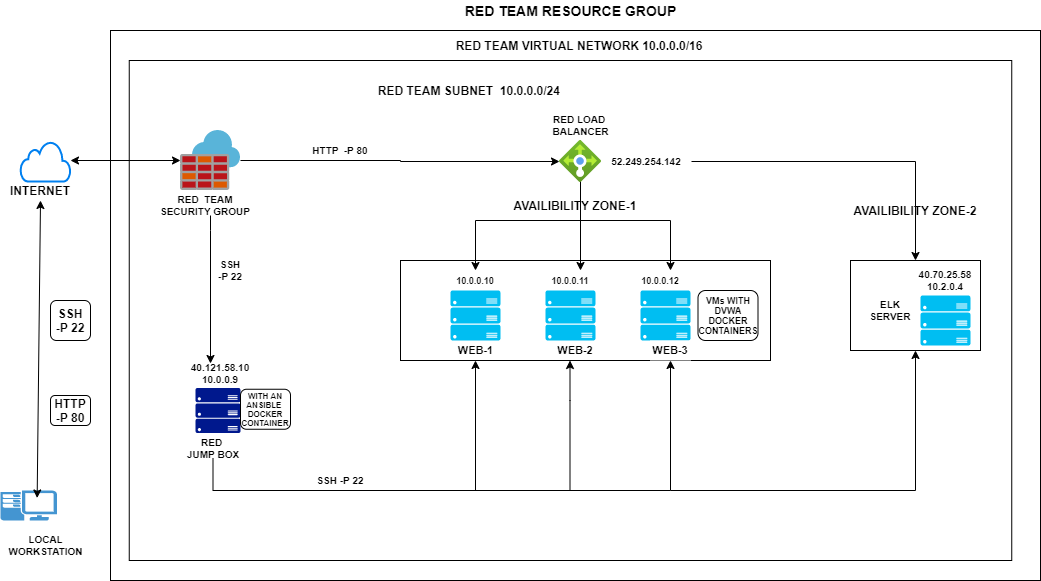 RED TEAM RESOURCE GROUP
RED TEAM VIRTUAL NETWORK 10.0.0.0/16
RED TEAM SUBNET 10.0.0.0/24
RED LOAD
BALANCER
HTTP -P 80
52.249.254.142
INTERNET
RED TEAM
SECURITY GROUP
AVAILIBILITY ZONE-1
AVAILIBILITY ZONE-2
SSH
-P 22
10.0.0.10
10.0.0.11
10.0.0.12
VMs WITH
DVWA
DOCKER
CONTAINERS
WEB-1
WEB-2
WEB-3
40.70.25.58
10.2.0.4
ELK
SERVER
SSH
-P 22
HTTP
-P 80
40.121.58.10
10.0.0.9
WITH AN
ANSIBLE
DOCKER
CONTAINER
RED
JUMP BOX
SSH -P 22
LOCAL
WORKSTATION